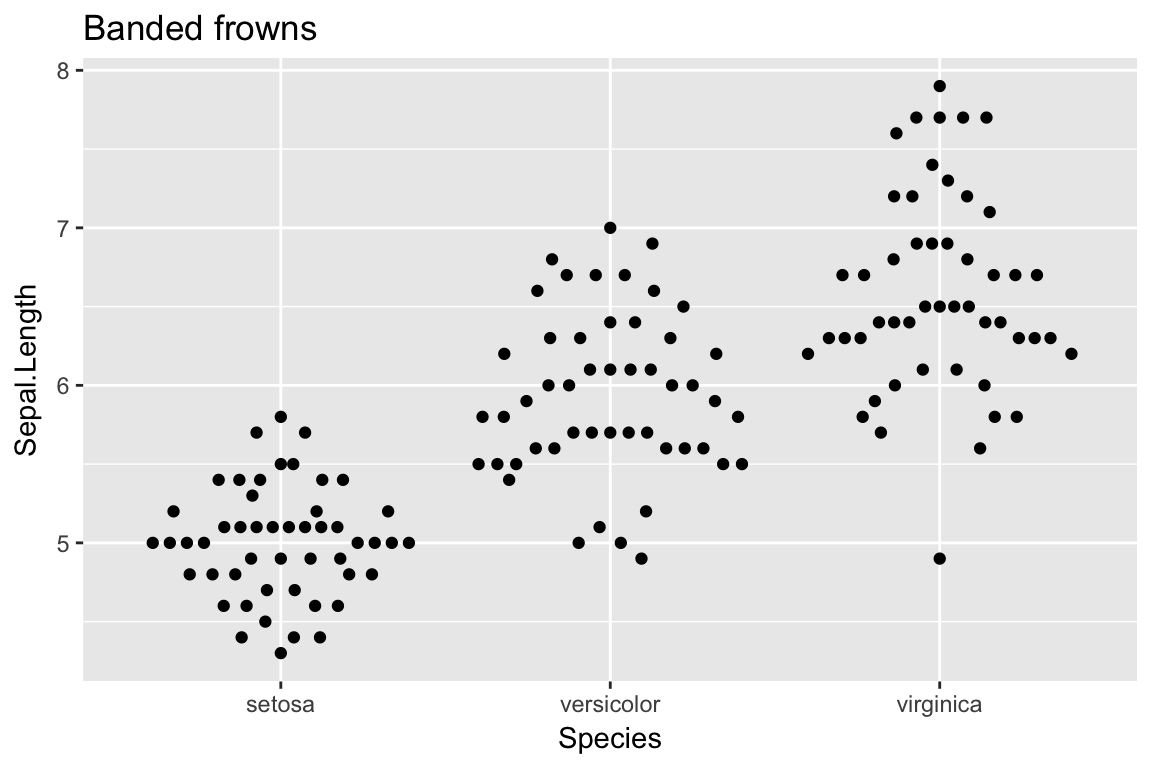 Banded frowns
8
7
6
5
Sepal.Length
setosa versicolor virginica
Species